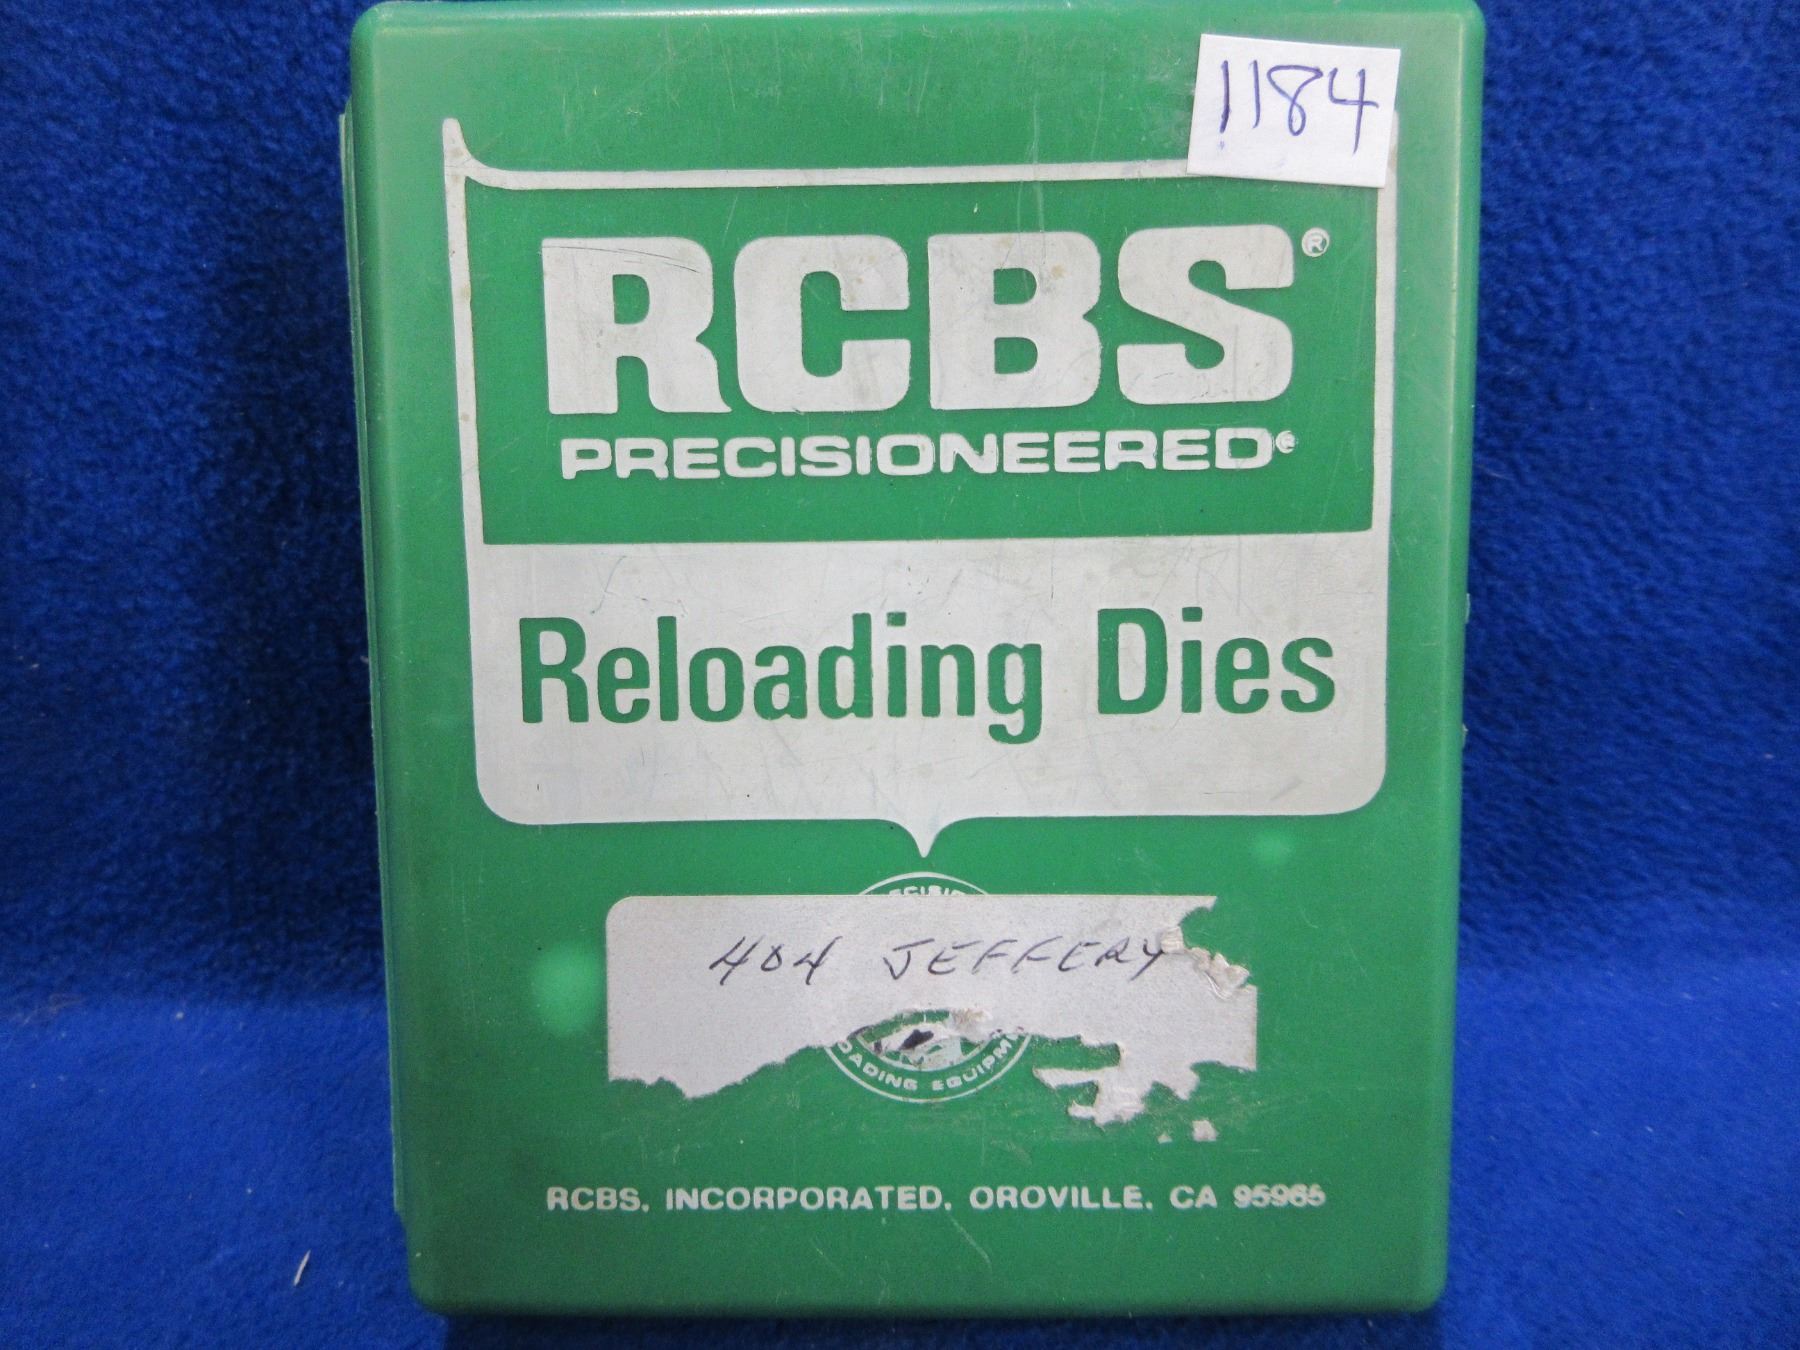 1184
RCBS®
PRECISIONEERED®
Reloading Dies
404 JEFFERY
RCBS, INCORPORATED, OROVILLE, CA 95965